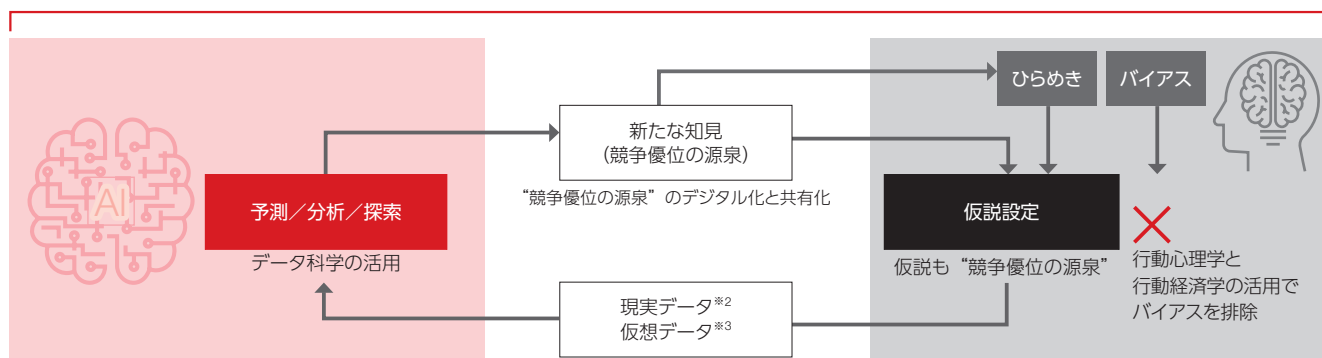 ひらめき
バイアス
新たな知見
(競争優位の源泉)
“競争優位の源泉”のデジタル化と共有化
AI
予測／分析／探索
データ科学の活用
仮説設定
仮説も“競争優位の源泉”
行動心理学と
行動経済学の活用で
バイアスを排除
現実データ※2
仮想データ※3